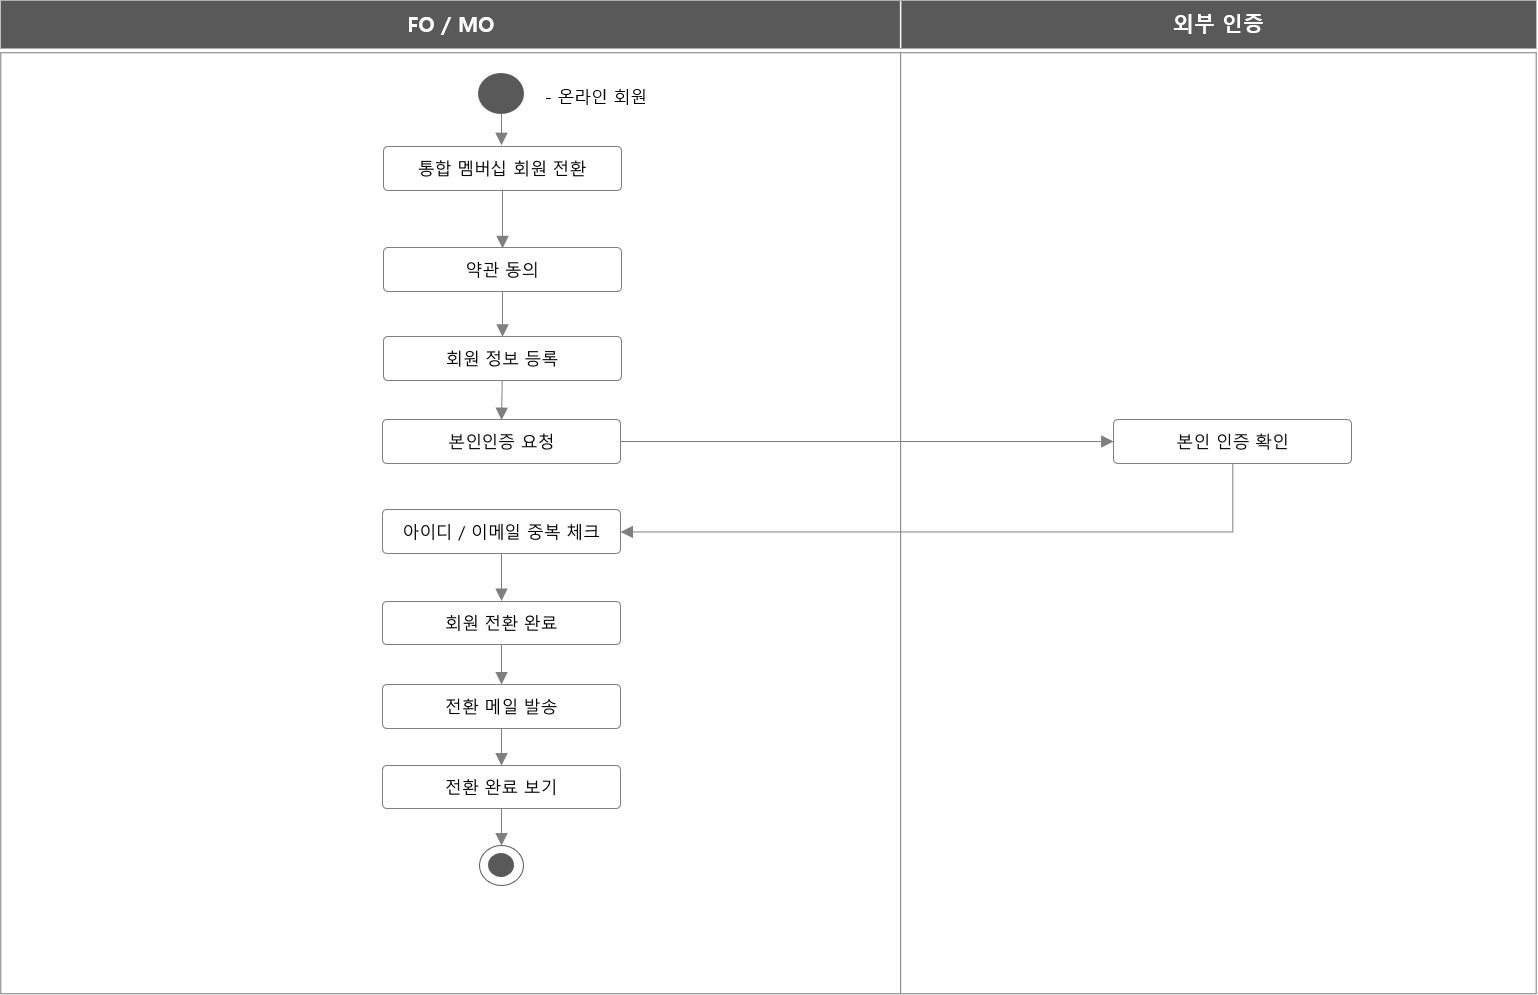 FO / MO
외부 인증
- 온라인 회원
통합 멤버십 회원 전환
약관 동의
회원 정보 등록
본인인증 요청
본인 인증 확인
아이디 / 이메일 중복 체크
회원 전환 완료
전환 메일 발송
전환 완료 보기